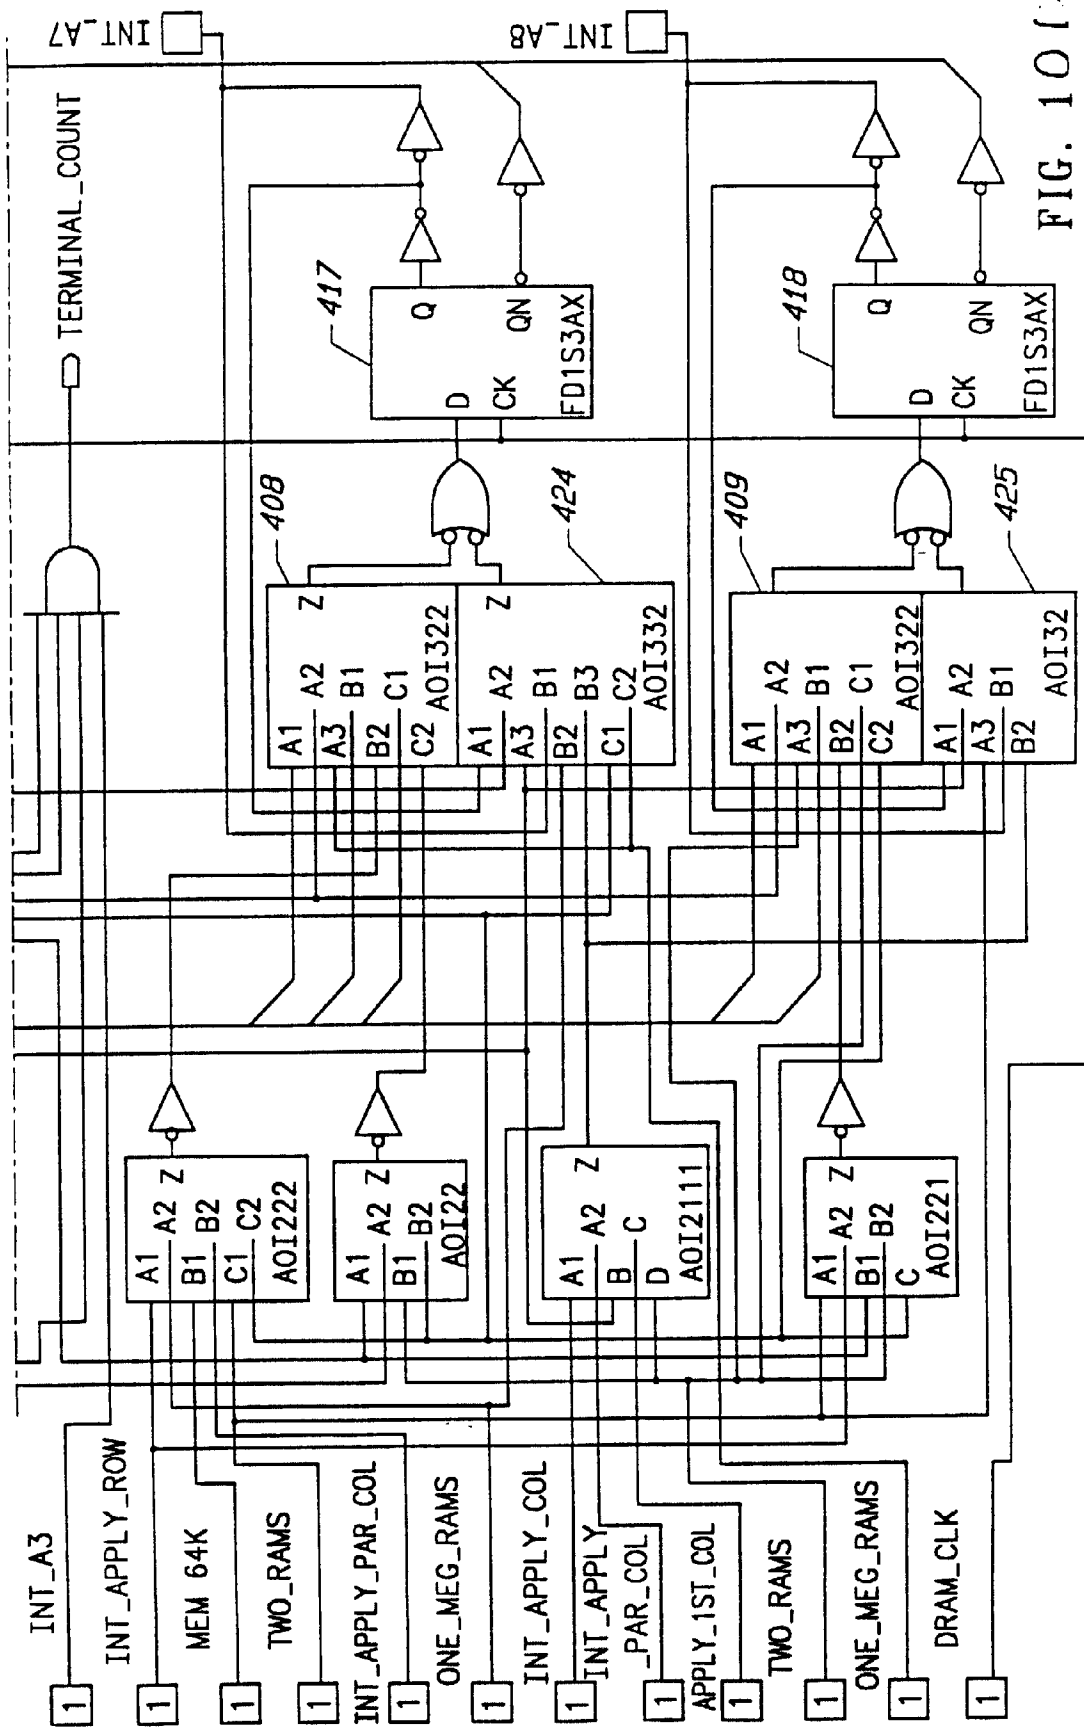 INT_A3
INT_APPLY_ROW
MEM 64K
TWO_RAMS
INT_APPLY_PAR_COL
ONE_MEG_RAMS
INT_APPLY_COL
INT_APPLY
_PAR_COL
APPLY_1ST_COL
TWO_RAMS
ONE_MEG_RAMS
DRAM_CLK
1
1
1
1
1
1
1
1
1
1
1
1
A1
A2
B1
B2
C1
C2
Z
AOI222
A1
A2
B1
B2
Z
AOI22
A1
A2
B
C
D
Z
AOI2111
A1
A2
B1
B2
C
Z
AOI221
TERMINAL_COUNT
408
A1
A2
A3
B1
B2
C1
C2
Z
AOI322
424
A1
A2
A3
B1
B2
B3
C1
C2
Z
AOI332
409
A1
A2
A3
B1
B2
C1
C2
AOI322
425
A1
A2
A3
B1
B2
AOI32
417
D
CK
Q
QN
FD1S3AX
418
D
CK
Q
QN
FD1S3AX
INT_A7
INT_A8
FIG. 10